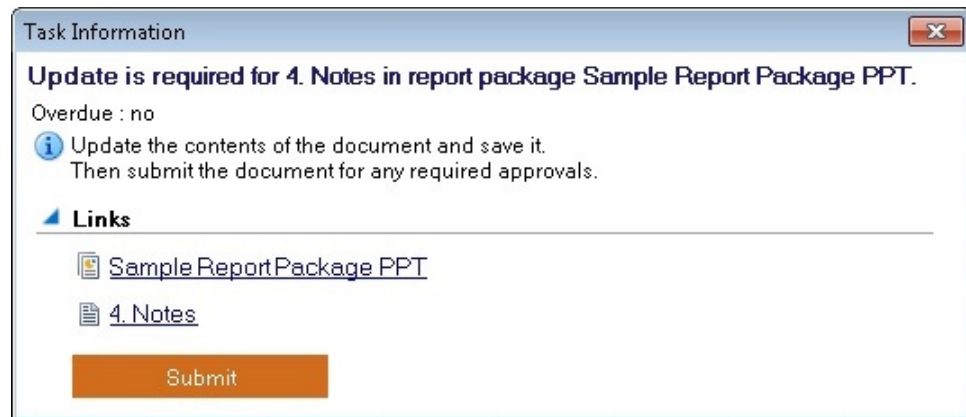 Task Information
Update is required for 4. Notes in report package Sample Report Package PPT.
Overdue : no
Update the contents of the document and save it.
Then submit the document for any required approvals.
Links
Sample Report Package PPT
4. Notes
Submit